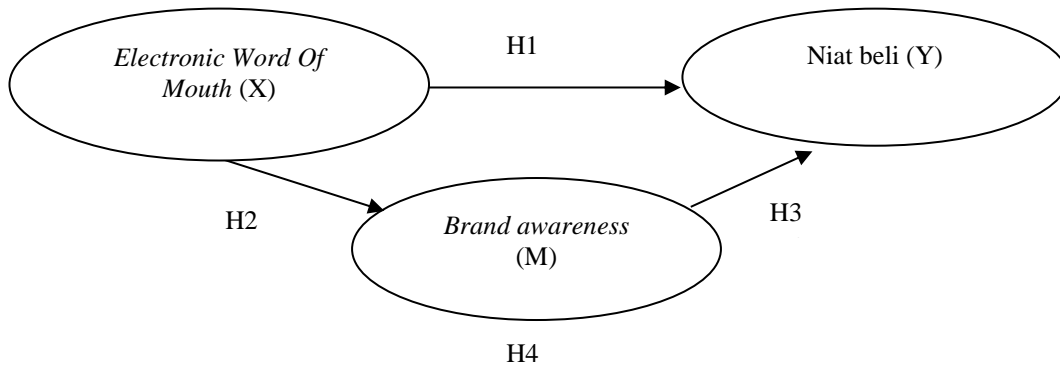 Electronic Word Of
Mouth (X)
H1
Niat beli (Y)
H2
Brand awareness
(M)
H3
H4